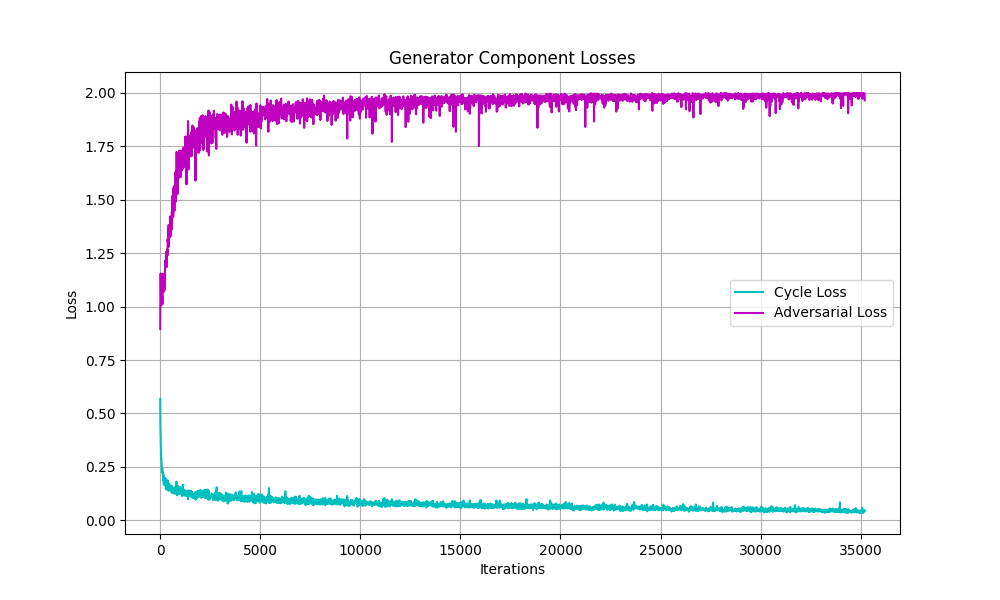 Generator Component Losses
2.00
1.75
1.50
1.25
1.00
0.75
0.50
0.25
0.00
Loss
Cycle Loss
Adversarial Loss
0 5000 10000 15000 20000 25000 30000 35000
Iterations